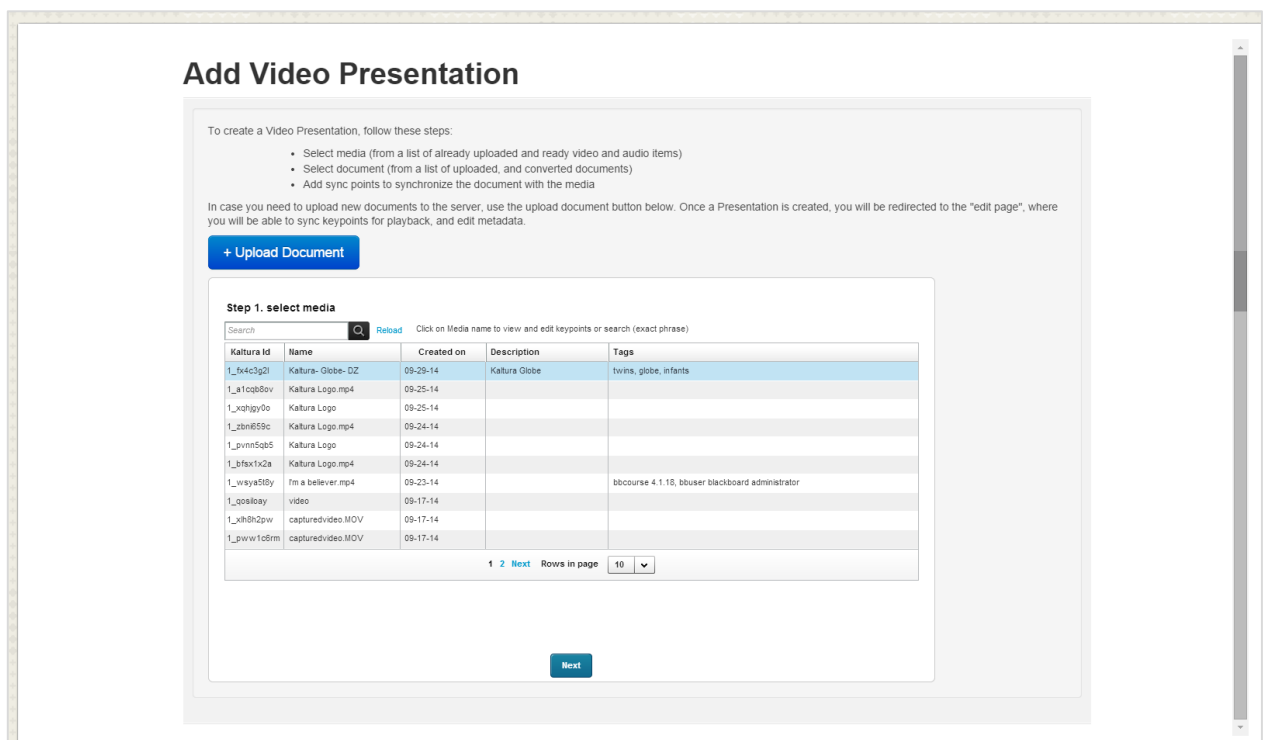 Add Video Presentation
To create a Video Presentation, follow these steps:
• Select media (from a list of already uploaded and ready video and audio items)
• Select document (from a list of uploaded, and converted documents)
• Add sync points to synchronize the document with the media
In case you need to upload new documents to the server, use the upload document button below. Once a Presentation is created, you will be redirected to the "edit page", where
you will be able to sync keypoints for playback, and edit metadata.
+ Upload Document
Step 1. select media
Search Reload Click on Media name to view and edit keypoints or search (exact phrase)
Kaltura Id Name Created on Description Tags
1_fx4c3g2l Kaltura- Globe- DZ 09-29-14 Kaltura Globe twins, globe, infants
1_a1cqb8ov Kaltura Logo.mp4 09-25-14
1_xqhjgy0o Kaltura Logo 09-25-14
1_zbni659c Kaltura Logo.mp4 09-24-14
1_pvnn5qb5 Kaltura Logo 09-24-14
1_bfsx1x2a Kaltura Logo.mp4 09-24-14
1_wsya5t8y I'm a believer.mp4 09-23-14 bbcourse 4.1.18, bbuser blackboard administrator
1_qosiloay video 09-17-14
1_xlh8h2pw capturedvideo.MOV 09-17-14
1_pww1c6rm capturedvideo.MOV 09-17-14
1 2 Next Rows in page 10
Next